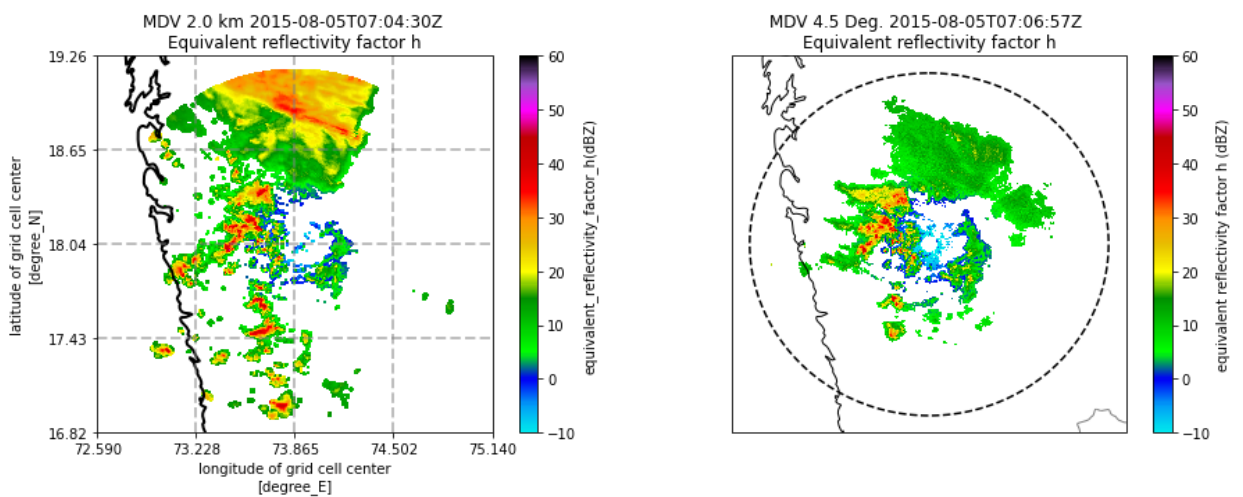 MDV 2.0 km 2015-08-05T07:04:30Z
Equivalent reflectivity factor h
19.26
18.65
18.04
17.43
16.82
latitude of grid cell center
[degree_N]
72.590
73.228
73.865
74.502
75.140
longitude of grid cell center
[degree_E]
60
50
40
30
20
10
0
−10
equivalent_reflectivity_factor_h(dBZ)
MDV 4.5 Deg. 2015-08-05T07:06:57Z
Equivalent reflectivity factor h
60
50
40
30
20
10
0
−10
equivalent reflectivity factor h (dBZ)